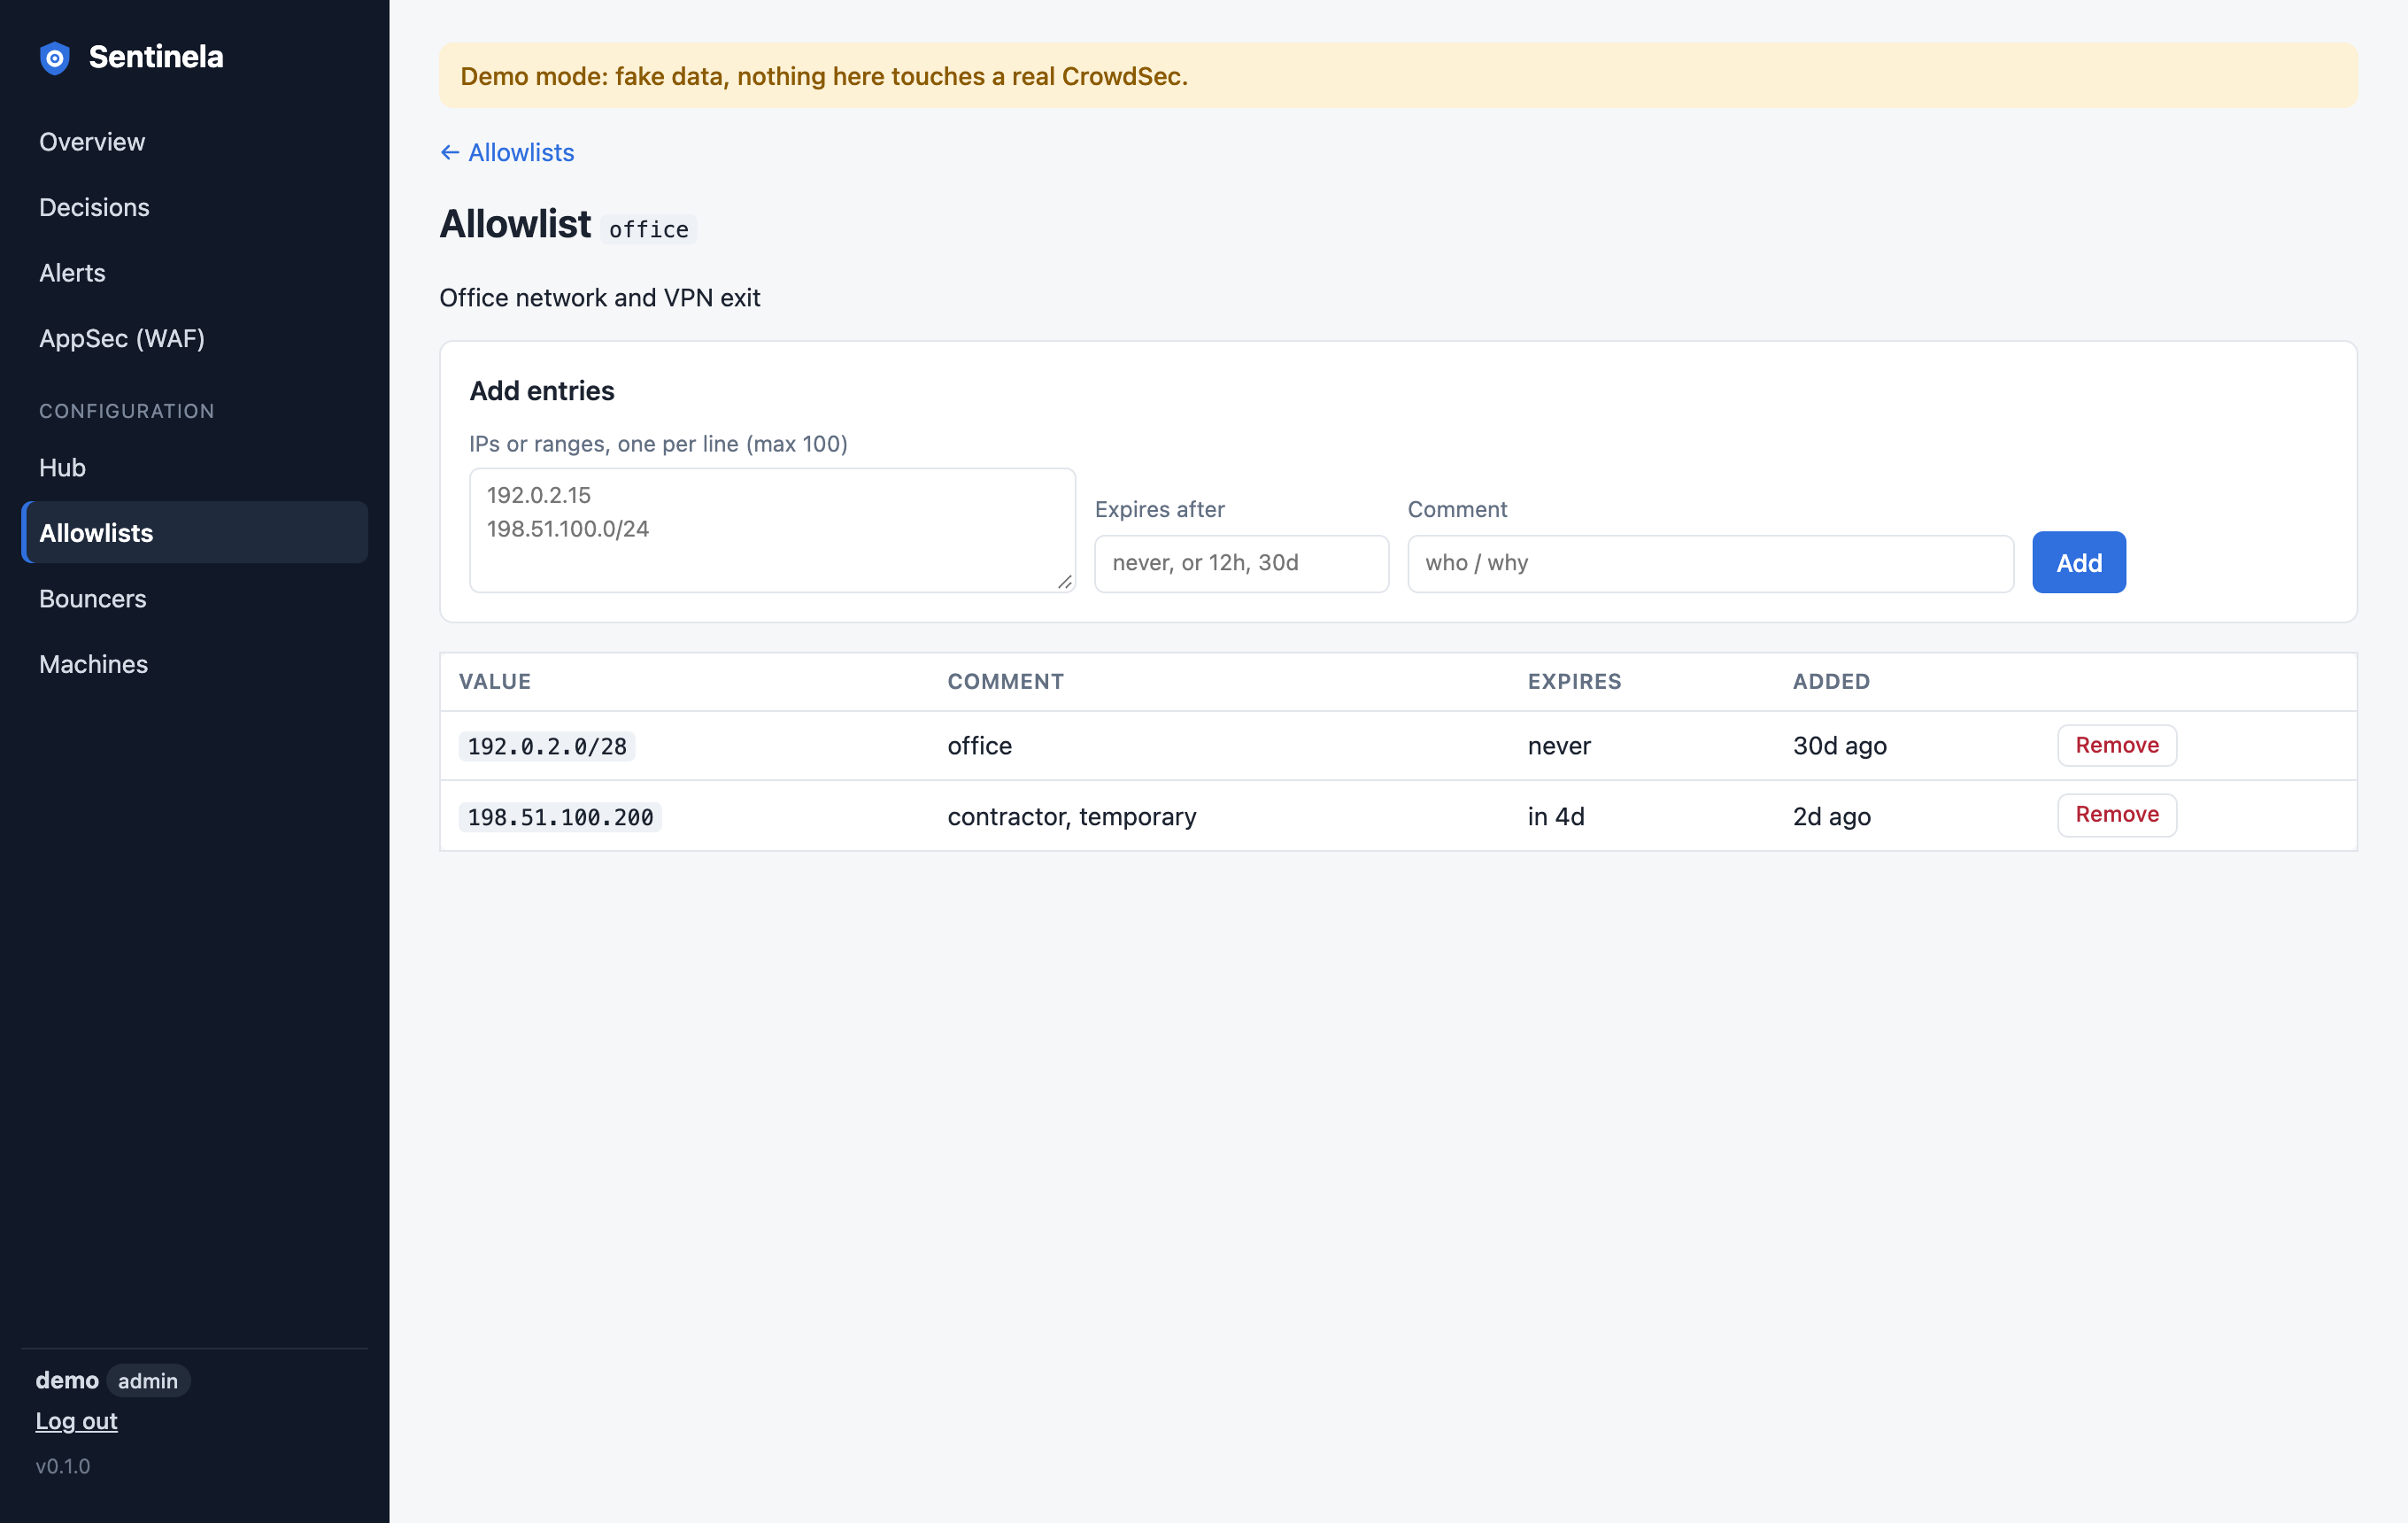 Sentinela
Overview
Decisions
Alerts
AppSec (WAF)
CONFIGURATION
Hub
Allowlists
Bouncers
Machines
demo admin
Log out
v0.1.0
Demo mode: fake data, nothing here touches a real CrowdSec.
← Allowlists
Allowlist office
Office network and VPN exit
Add entries
IPs or ranges, one per line (max 100)
192.0.2.15
198.51.100.0/24
Expires after
never, or 12h, 30d
Comment
who / why
Add
VALUE COMMENT EXPIRES ADDED
192.0.2.0/28 office never 30d ago Remove
198.51.100.200 contractor, temporary in 4d 2d ago Remove